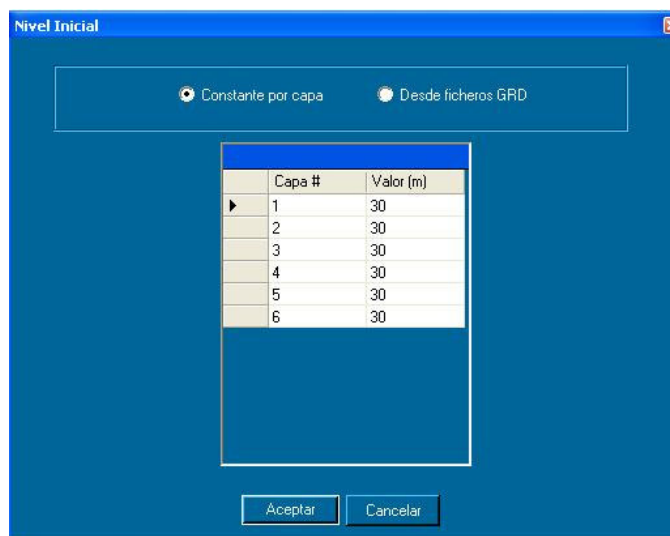 Nivel Inicial
Constante por capa Desde ficheros GRD
Capa # Valor (m)
1 30
2 30
3 30
4 30
5 30
6 30
Aceptar Cancelar